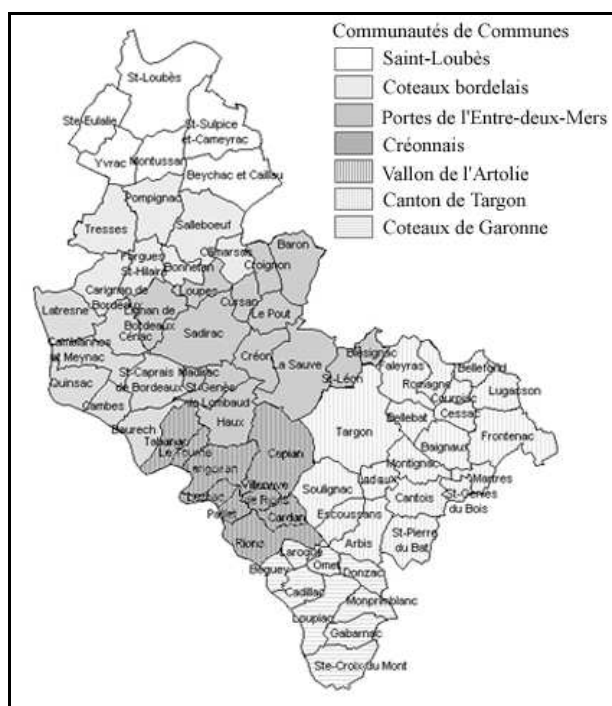 Communautés de Communes
Saint-Loubès
Coteaux bordelais
Portes de l'Entre-deux-Mers
Créonnais
Vallon de l'Artolie
Canton de Targon
Coteaux de Garonne
St-Loubès
Ste-Eulalie
St-Sulpice
et-Cameyrac
Yvrac
Montussan
Beychac et Caillau
Pompignac
Tresses
Salleboeuf
Camarsac
Baron
Fargues
St-Hilaire
Bonnetan
Croignon
Carignan de
Bordeaux
Loupes
Cursan
Latresne
Lignan de
Bordeaux
Le Pout
Cénac
Sadirac
Camblannes
et Meynac
Créon
La Sauve
Blésignac
St-Léon
Faleyras
Bellefond
Romagne
Courpiac
Lugasson
Quinsac
St-Caprais
de Bordeaux
Madirac
St-Genès
de Lombaud
Cambes
Bellebat
Cessac
Frontenac
Baurech
Tabanac
Haux
Targon
Baigneaux
Le Tourne
Langoiran
Capian
Montignac
Martres
Villenave
de Rions
Soulignac
Ladaux
Cantois
St-Genies
du Bois
Lestiac
Paillet
Cardan
Escoussans
Rions
Arbis
St-Pierre
du Bat
Laroque
Béguey
Omet
Donzac
Cadillac
Monprimblanc
Loupiac
Gabarnac
Ste-Croix du Mont